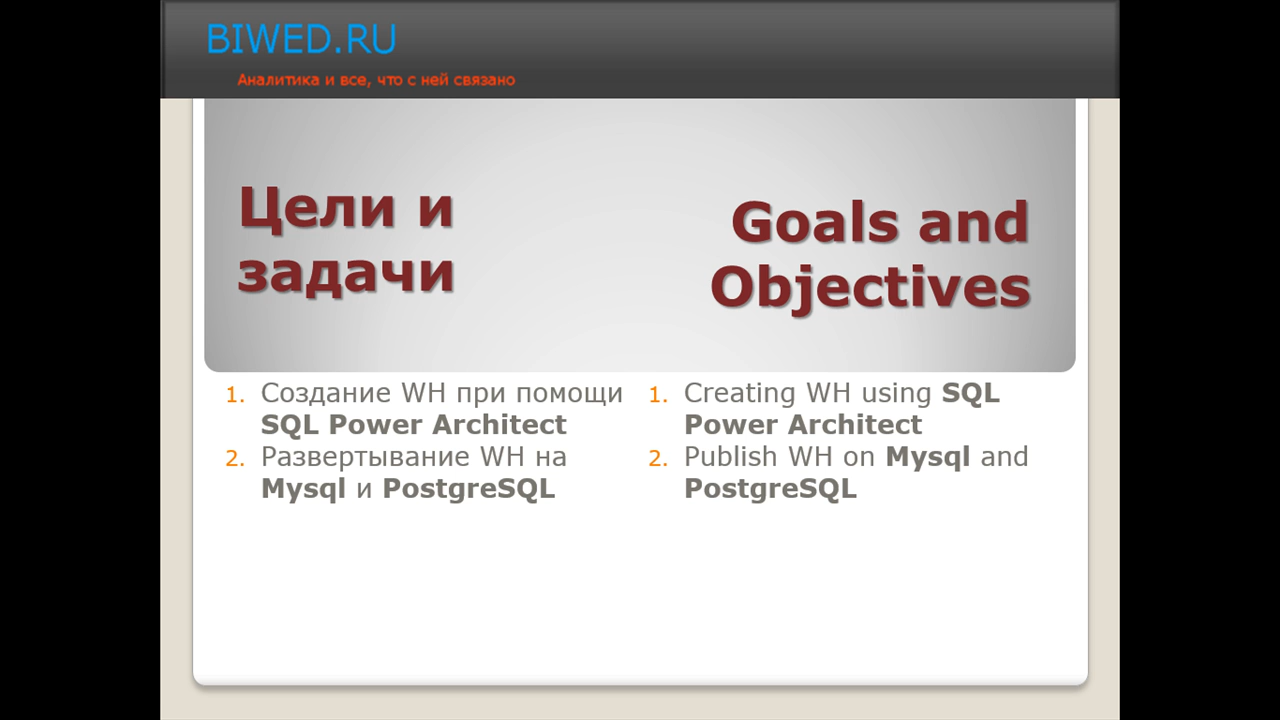 BIWED.RU
Аналитика и все, что с ней связано
Цели и
задачи
Goals and
Objectives
1. Создание WH при помощи
SQL Power Architect
2. Развертывание WH на
Mysql и PostgreSQL
1. Creating WH using SQL
Power Architect
2. Publish WH on Mysql and
PostgreSQL